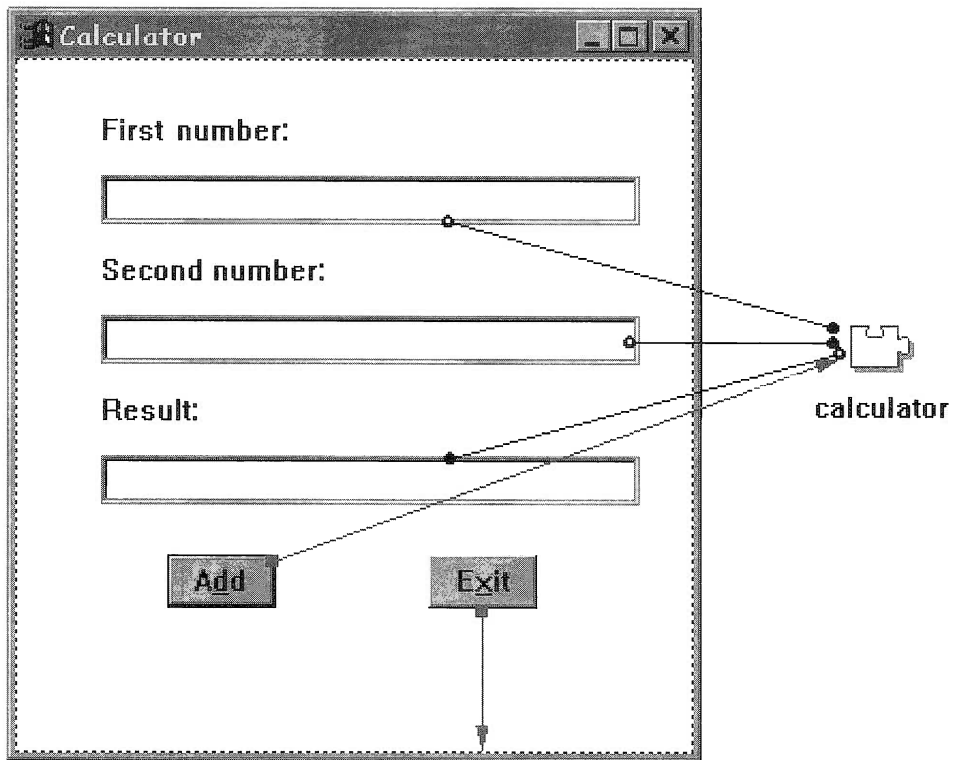 Calculator
First number:
Second number:
calculator
Result:
Add
Exit